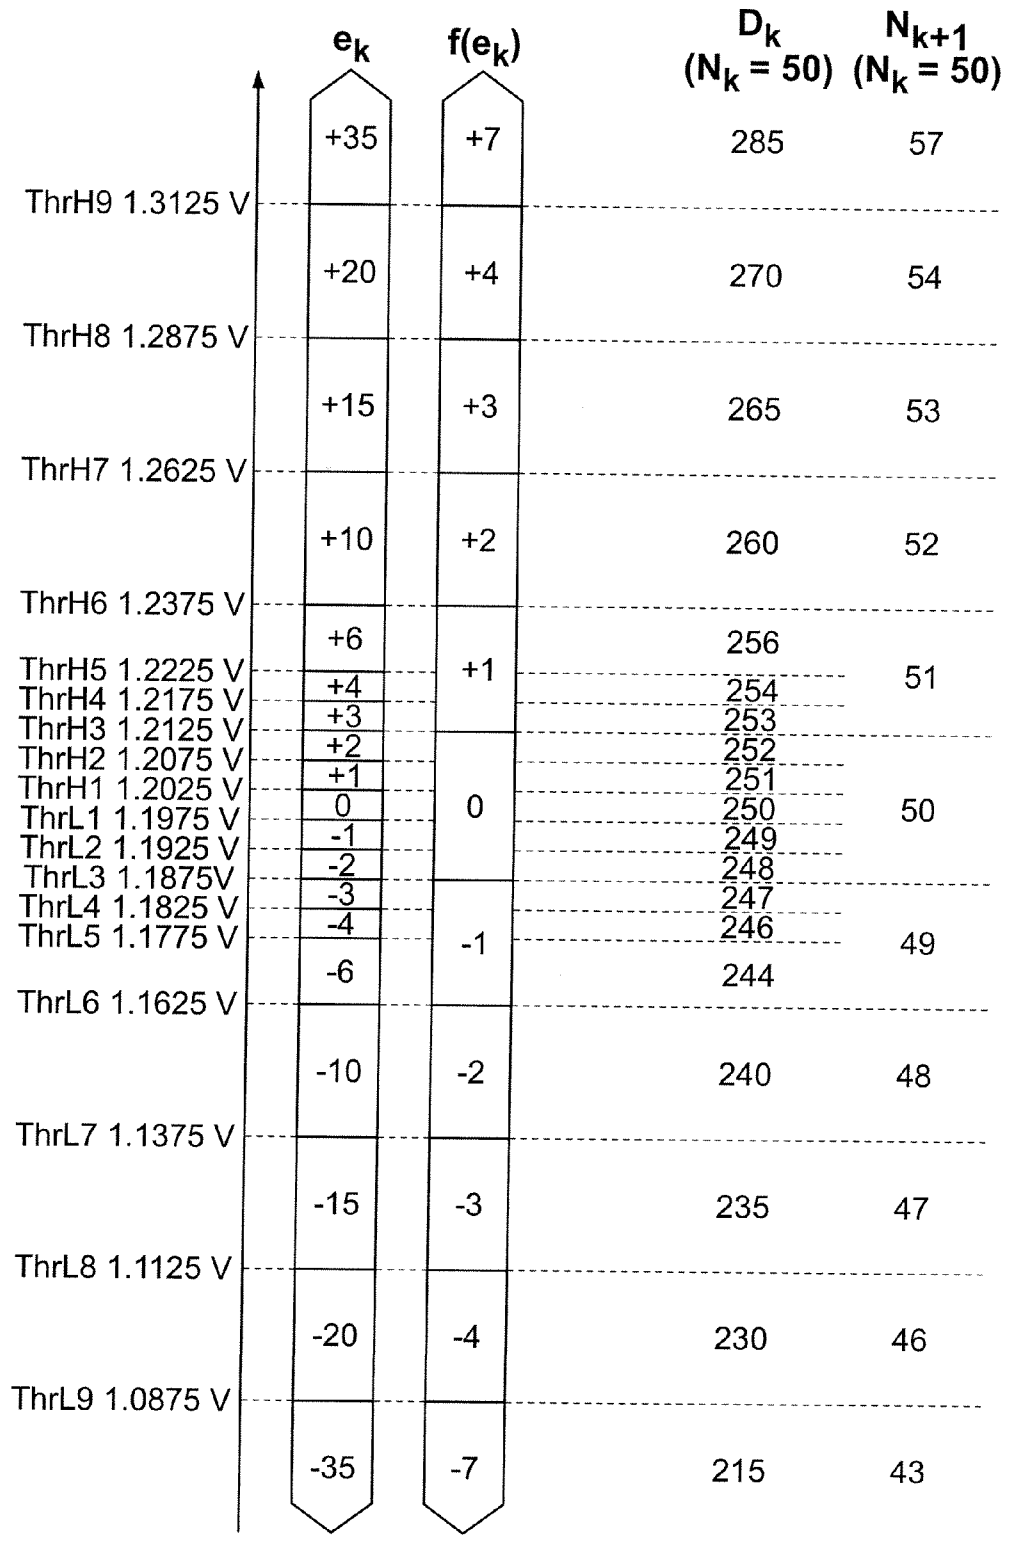 e_k f(e_k) D_k N_k+1
(N_k = 50) (N_k = 50)
+35 +7 285 57
ThrH9 1.3125 V
+20 +4 270 54
ThrH8 1.2875 V
+15 +3 265 53
ThrH7 1.2625 V
+10 +2 260 52
ThrH6 1.2375 V
+6 256
ThrH5 1.2225 V +1 51
+4 254
ThrH4 1.2175 V
+3 253
ThrH3 1.2125 V
+2 252
ThrH2 1.2075 V
+1 251
ThrH1 1.2025 V
0 0 250 50
ThrL1 1.1975 V
-1 249
ThrL2 1.1925 V
-2 248
ThrL3 1.1875V
-3 247
ThrL4 1.1825 V
-4 246
ThrL5 1.1775 V -1 49
-6 244
ThrL6 1.1625 V
-10 -2 240 48
ThrL7 1.1375 V
-15 -3 235 47
ThrL8 1.1125 V
-20 -4 230 46
ThrL9 1.0875 V
-35 -7 215 43